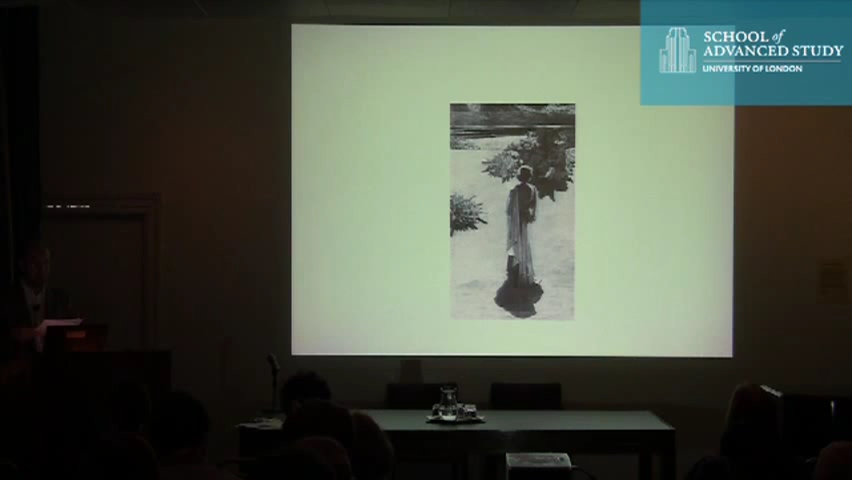 SCHOOL of
ADVANCED STUDY
UNIVERSITY OF LONDON